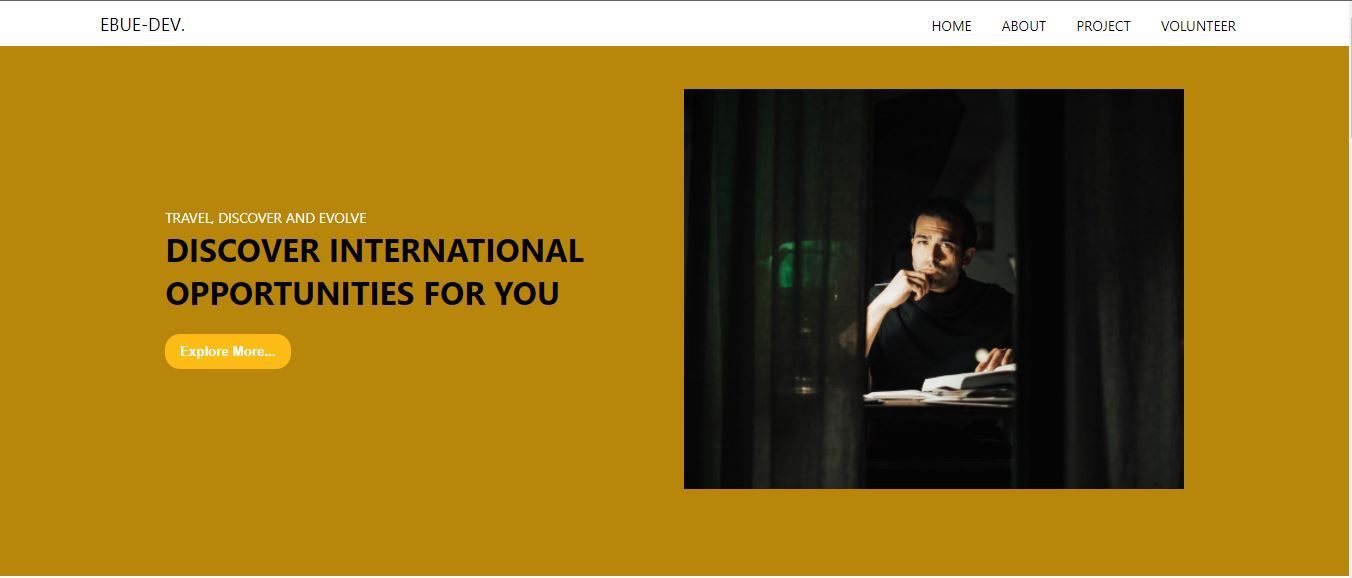 EBUE-DEV.
HOME ABOUT PROJECT VOLUNTEER
TRAVEL, DISCOVER AND EVOLVE
DISCOVER INTERNATIONAL
OPPORTUNITIES FOR YOU
Explore More...